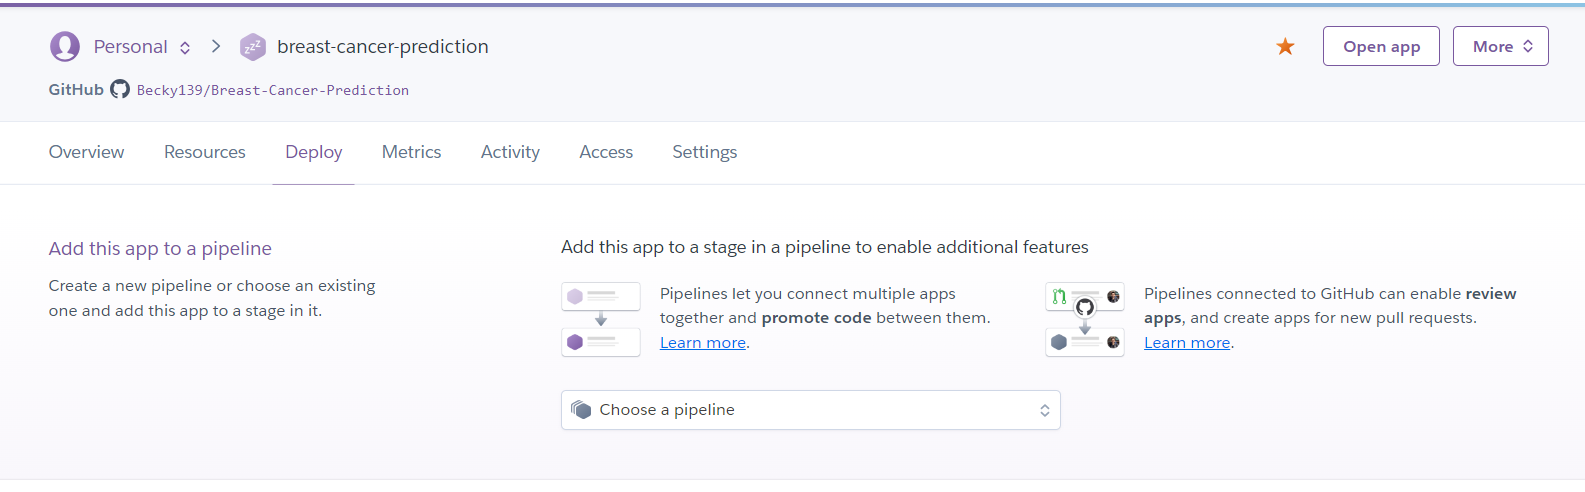 Personal > breast-cancer-prediction Open app More
GitHub Becky139/Breast-Cancer-Prediction
Overview Resources Deploy Metrics Activity Access Settings
Add this app to a pipeline
Create a new pipeline or choose an existing
one and add this app to a stage in it.
Add this app to a stage in a pipeline to enable additional features
Pipelines let you connect multiple apps
together and promote code between them.
Learn more.
Pipelines connected to GitHub can enable review
apps, and create apps for new pull requests.
Learn more.
Choose a pipeline